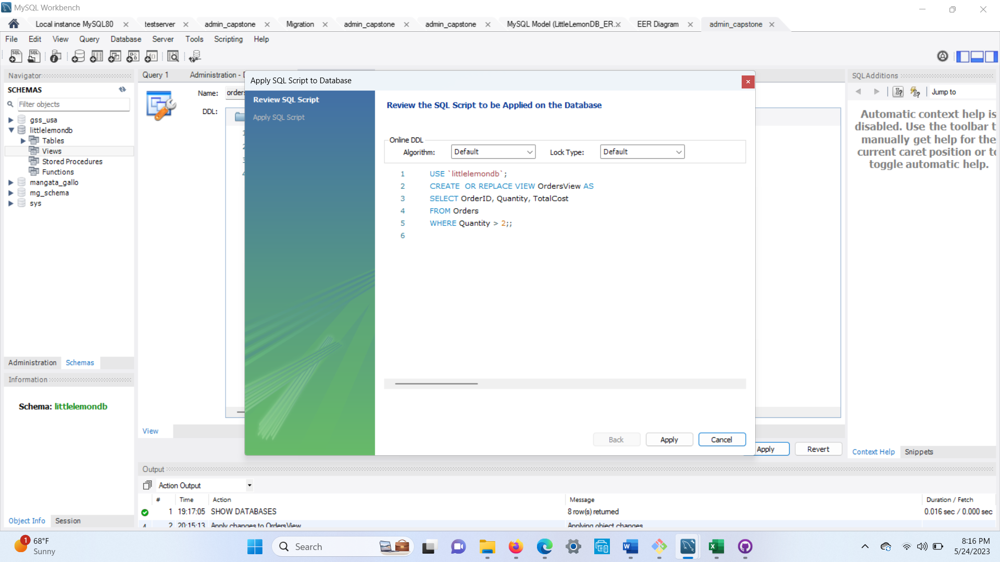 MySQL Workbench
Local instance MySQL80
testserver
admin_capstone
Migration
admin_capstone
admin_capstone
MySQL Model (LittleLemonDB_ER.
EER Diagram
admin_capstone
File Edit View Query Database Server Tools Scripting Help
Navigator
SCHEMAS
Filter objects
gss_usa
littlelemondb
Tables
Views
Stored Procedures
Functions
mangata_gallo
mg_schema
sys
Administration Schemas
Information
Schema: littlelemondb
Object Info Session
Query 1
Administration -
Name:
orders
DDL:
View
Apply SQL Script to Database
Review SQL Script
Apply SQL Script
Review the SQL Script to be Applied on the Database
Online DDL
Algorithm: Default Lock Type: Default
1 USE `littlelemondb`;
2 CREATE  OR REPLACE VIEW OrdersView AS
3 SELECT OrderID, Quantity, TotalCost
4 FROM Orders
5 WHERE Quantity > 2;;
6
Back Apply Cancel
Apply Revert
SQLAdditions
Jump to
Automatic context help is
disabled. Use the toolbar t
manually get help for the
current caret position or to
toggle automatic help.
Context Help Snippets
Output
Action Output
# Time Action Message Duration / Fetch
1 19:17:05 SHOW DATABASES 8 row(s) returned 0.016 sec / 0.000 sec
2 20:15:13 Apply changes to OrdersView Applying object changes
1
68°F
Sunny
Search
8:16 PM
5/24/2023